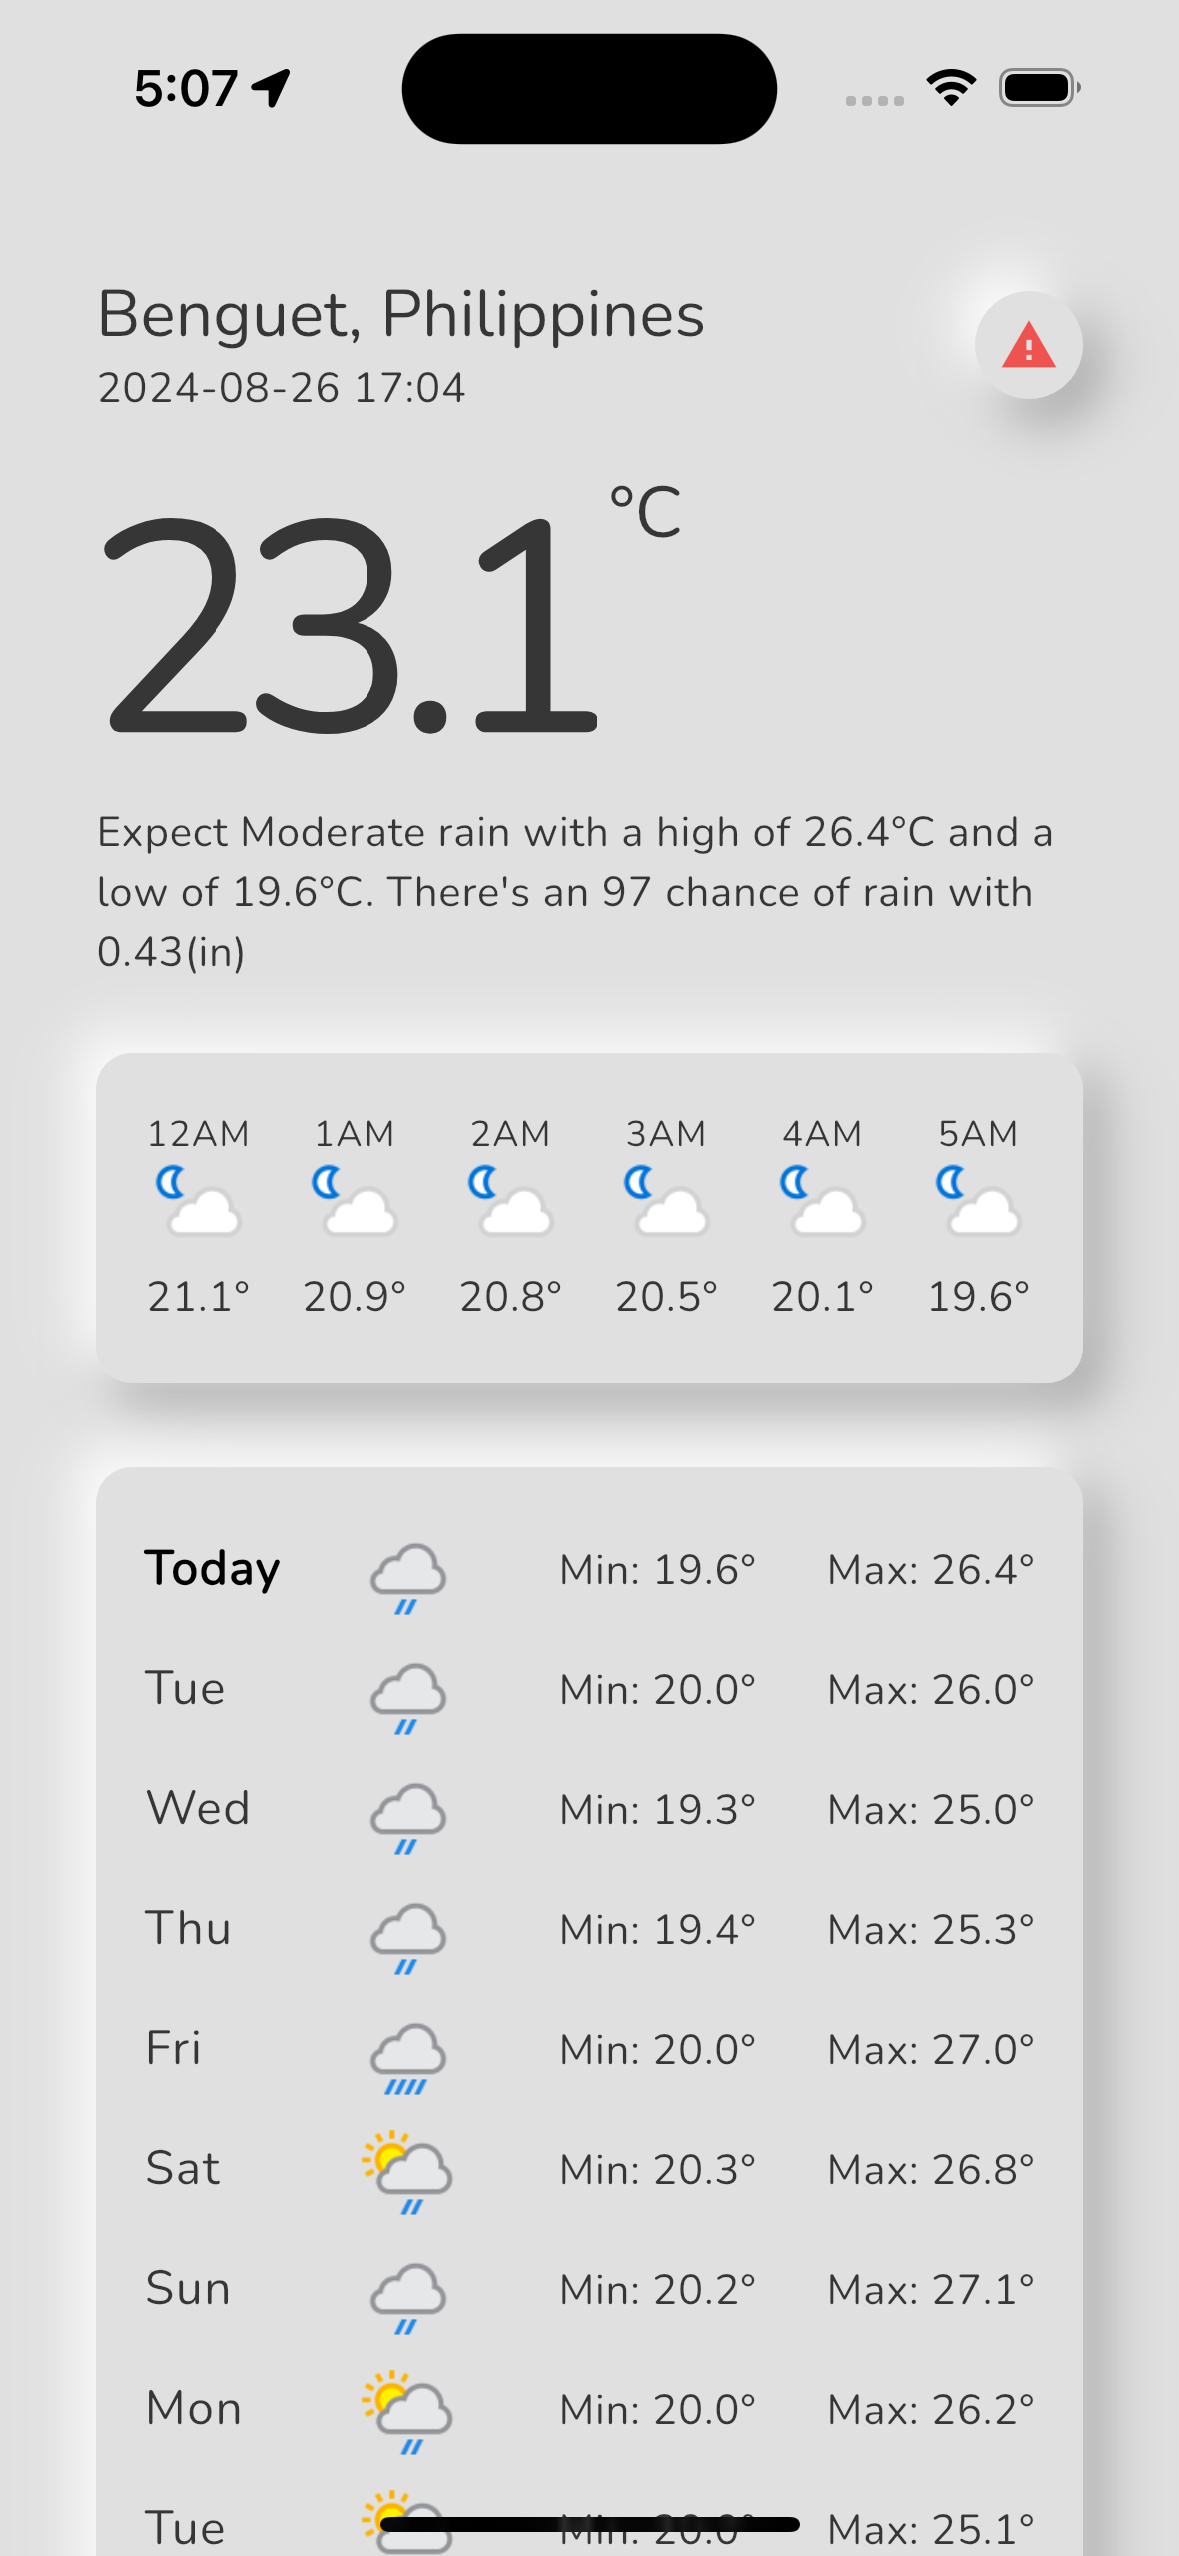 5:07
Benguet, Philippines
2024-08-26 17:04
23.1 °C
Expect Moderate rain with a high of 26.4°C and a
low of 19.6°C. There's an 97 chance of rain with
0.43(in)
12AM 1AM 2AM 3AM 4AM 5AM
21.1° 20.9° 20.8° 20.5° 20.1° 19.6°
Today Min: 19.6° Max: 26.4°
Tue Min: 20.0° Max: 26.0°
Wed Min: 19.3° Max: 25.0°
Thu Min: 19.4° Max: 25.3°
Fri Min: 20.0° Max: 27.0°
Sat Min: 20.3° Max: 26.8°
Sun Min: 20.2° Max: 27.1°
Mon Min: 20.0° Max: 26.2°
Tue Min: Max: 25.1°